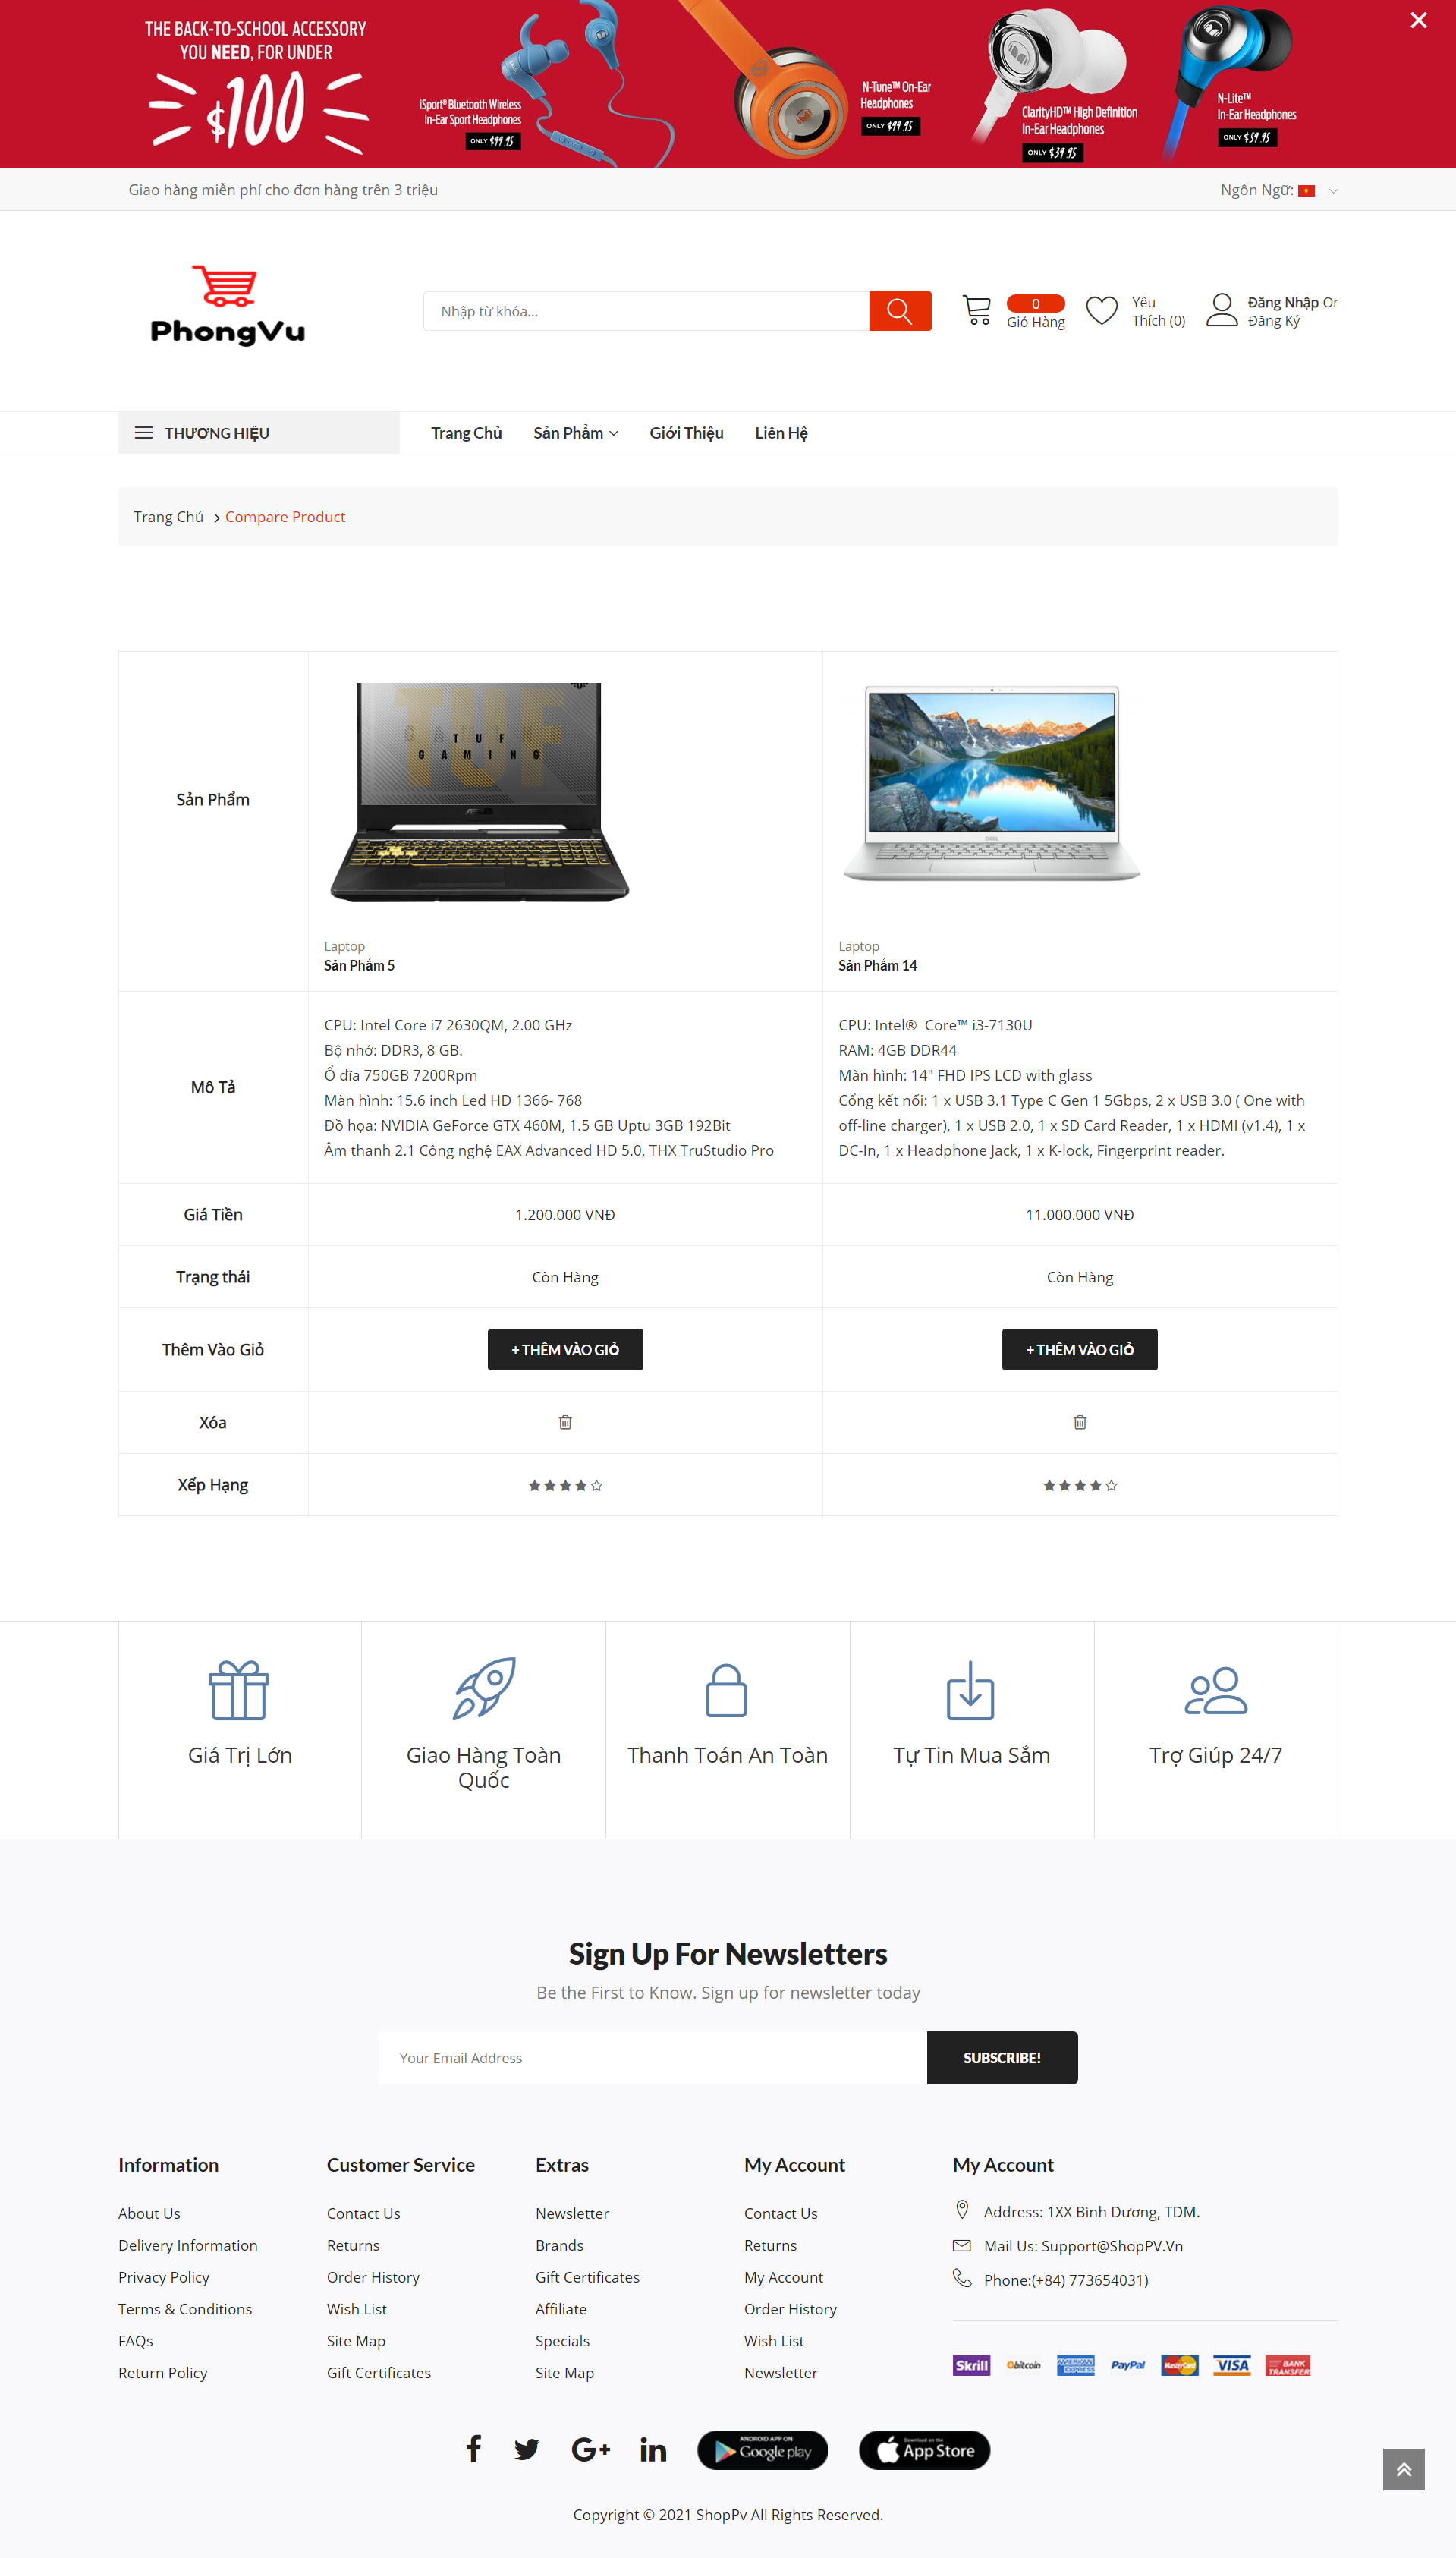 THE BACK-TO-SCHOOL ACCESSORY
YOU NEED, FOR UNDER
$100
iSport® Bluetooth Wireless
In-Ear Sport Headphones
ONLY $99.95
N-Tune™ On-Ear
Headphones
ONLY $99.95
ClarityHD™ High Definition
In-Ear Headphones
ONLY $39.95
N-Lite™
In-Ear Headphones
ONLY $59.95
Giao hàng miễn phí cho đơn hàng trên 3 triệu
Ngôn Ngữ:
PhongVu
Nhập từ khóa...
0
Giỏ Hàng
Yêu
Thích (0)
Đăng Nhập Or
Đăng Ký
THƯƠNG HIỆU
Trang Chủ
Sản Phẩm
Giới Thiệu
Liên Hệ
Trang Chủ
Compare Product
Sản Phẩm
TUF
TUF
GAMING
ASUS
DELL
Laptop
Sản Phẩm 5
Laptop
Sản Phẩm 14
Mô Tả
CPU: Intel Core i7 2630QM, 2.00 GHz
Bộ nhớ: DDR3, 8 GB.
Ổ đĩa 750GB 7200Rpm
Màn hình: 15.6 inch Led HD 1366- 768
Đồ họa: NVIDIA GeForce GTX 460M, 1.5 GB Uptu 3GB 192Bit
Âm thanh 2.1 Công nghệ EAX Advanced HD 5.0, THX TruStudio Pro
CPU: Intel® Core™ i3-7130U
RAM: 4GB DDR44
Màn hình: 14" FHD IPS LCD with glass
Cổng kết nối: 1 x USB 3.1 Type C Gen 1 5Gbps, 2 x USB 3.0 ( One with
off-line charger), 1 x USB 2.0, 1 x SD Card Reader, 1 x HDMI (v1.4), 1 x
DC-In, 1 x Headphone Jack, 1 x K-lock, Fingerprint reader.
Giá Tiền
1.200.000 VNĐ
11.000.000 VNĐ
Trạng thái
Còn Hàng
Còn Hàng
Thêm Vào Giỏ
+ THÊM VÀO GIỎ
+ THÊM VÀO GIỎ
Xóa
Xếp Hạng
Giá Trị Lớn
Giao Hàng Toàn
Quốc
Thanh Toán An Toàn
Tự Tin Mua Sắm
Trợ Giúp 24/7
Sign Up For Newsletters
Be the First to Know. Sign up for newsletter today
Your Email Address
SUBSCRIBE!
Information
About Us
Delivery Information
Privacy Policy
Terms & Conditions
FAQs
Return Policy
Customer Service
Contact Us
Returns
Order History
Wish List
Site Map
Gift Certificates
Extras
Newsletter
Brands
Gift Certificates
Affiliate
Specials
Site Map
My Account
Contact Us
Returns
My Account
Order History
Wish List
Newsletter
My Account
Address: 1XX Bình Dương, TDM.
Mail Us: Support@ShopPV.Vn
Phone:(+84) 773654031)
Skrill
bitcoin
AMERICAN
EXPRESS
PayPal
MasterCard
VISA
BANK
TRANSFER
ANDROID APP ON
Google play
Download on the
App Store
Copyright © 2021 ShopPv All Rights Reserved.